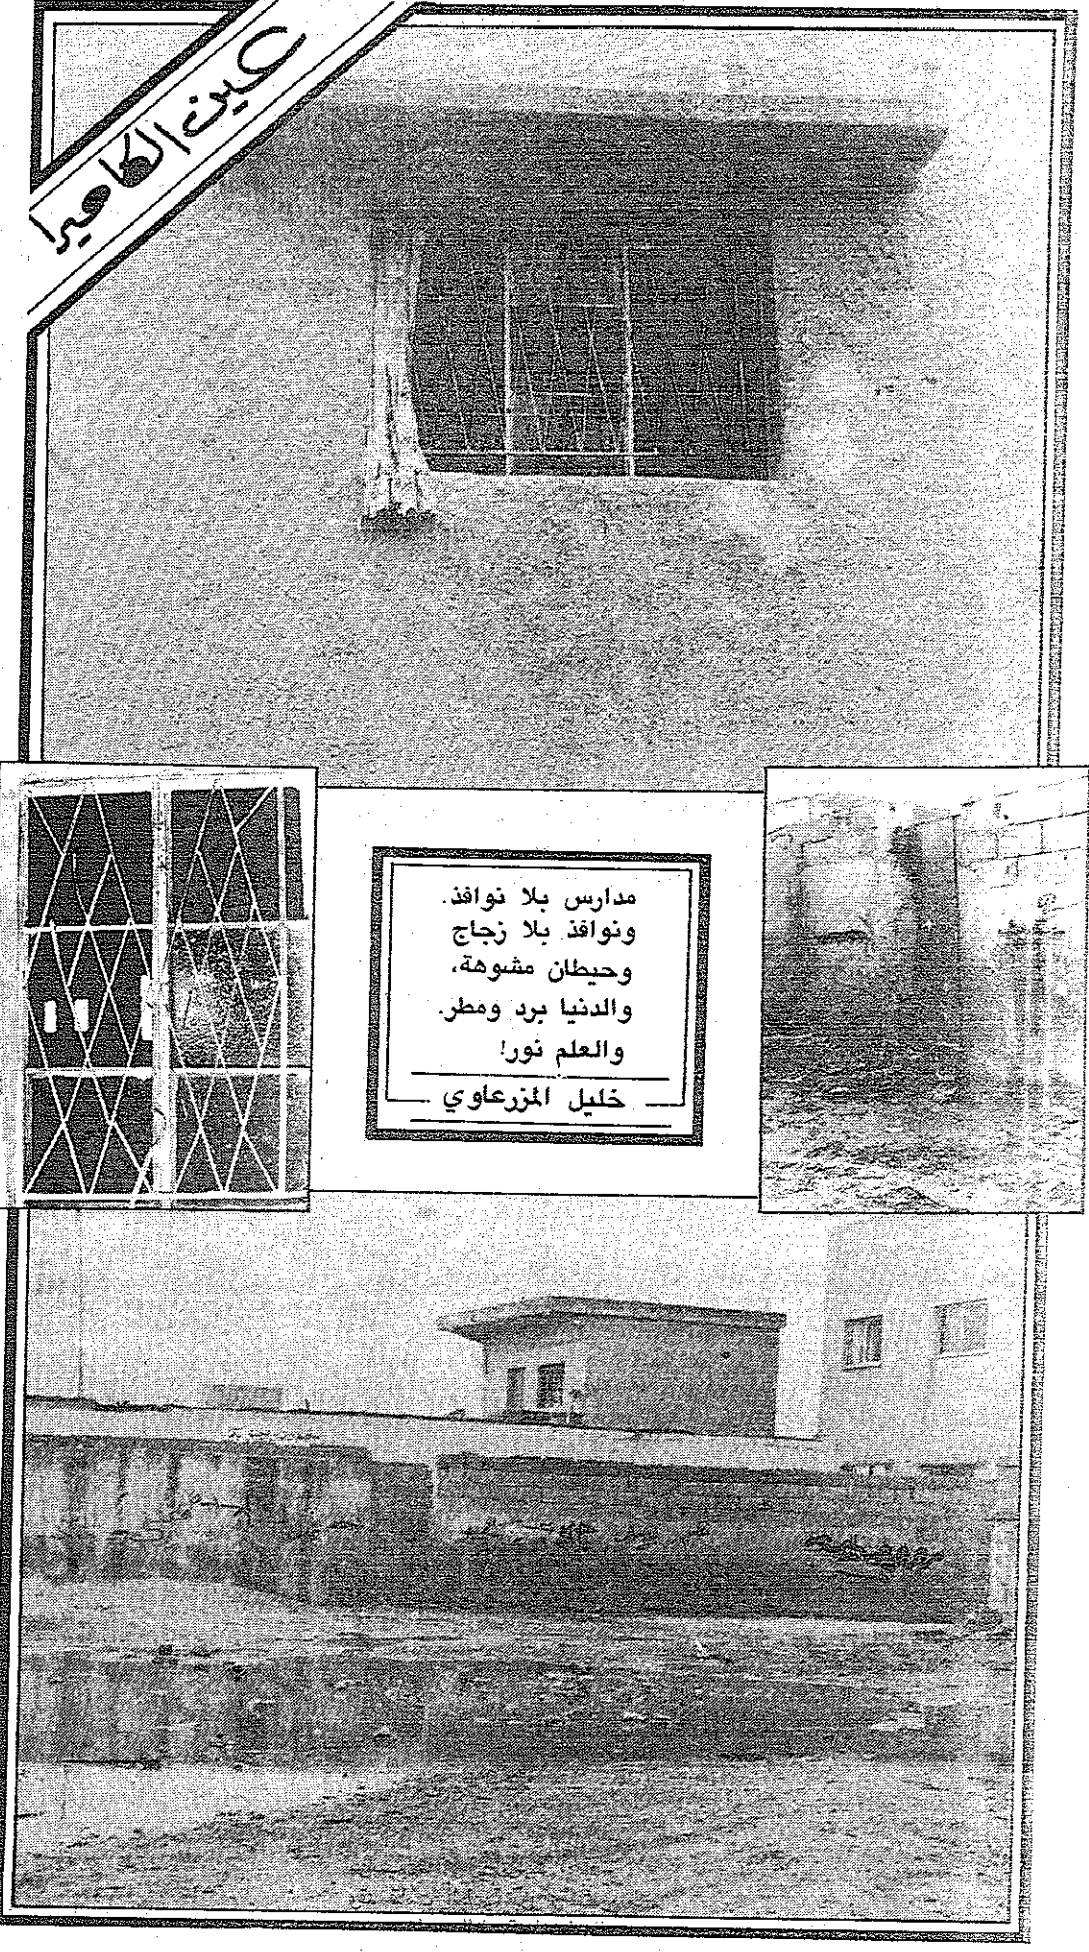 عين الكاميرا
مدارس بلا نوافذ.
ونوافذ بلا زجاج
وحيطان مشوهة،
والدنيا برد ومطر.
والعلم نور!
خليل المزرعاوي